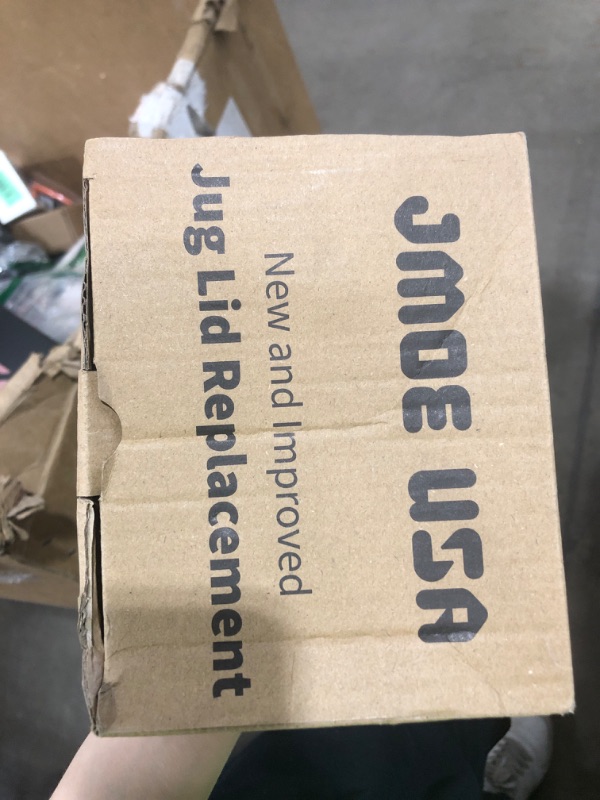 JMOE USA
New and Improved
Jug Lid Replacement